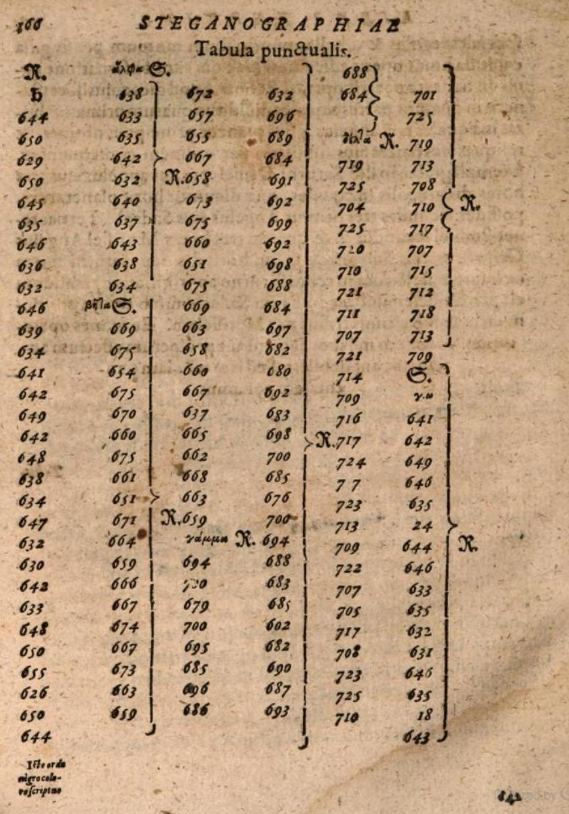 166 STEGANOGRAPHIAE
Tabula punctualis.
R. ἄλφα S. 688
b 638 672 632 684 701
644 633 657 696 725
650 635 655 689 R. 719
629 642 667 684 719 713
650 632 R.658 691 725 708
645 640 673 692 704 710 R.
635 637 675 699 725 717
646 643 660 692 707
636 638 651 698 710 715
632 634 675 688 721 712
646 βῆτα S. 669 684 711 718
639 669 663 697 707 713
634 675 658 682 721 709
641 654 660 680 714 S.
642 675 667 692 709
649 670 637 683 716 641
642 660 665 698 R.717 642
648 675 662 700 724 649
638 661 668 685 7 7 646
634 651 663 676 723 635
647 671 R.659 700 713 24
632 664 γάμμα R. 694 709 644 R.
630 659 694 688 722 646
642 666 683 707 633
633 667 679 685 705 635
648 674 700 602 717 632
650 667 695 682 708 631
655 673 685 690 723 646
626 663 696 687 725 635
650 659 686 693 710 18
644 643
Iste ordo
nigro colo-
re scriptus
642